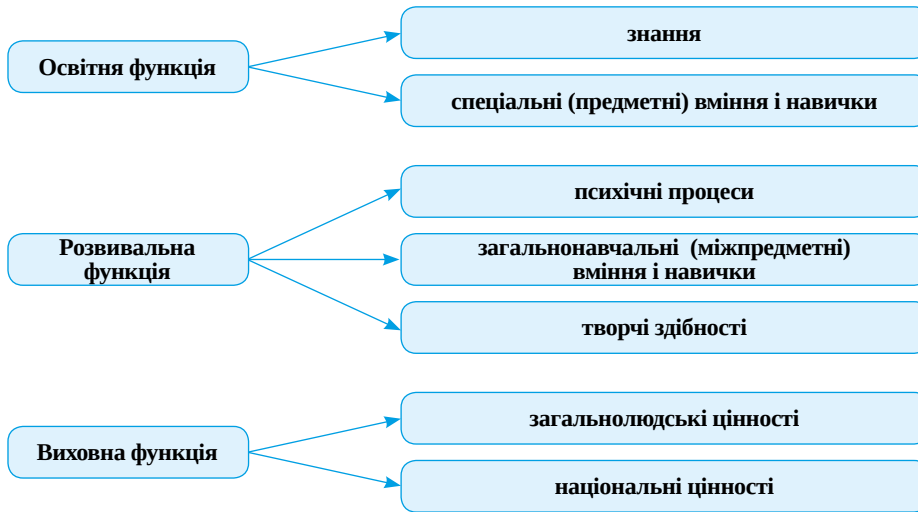 Освітня функція
знання
спеціальні (предметні) вміння і навички
Розвивальна
функція
психічні процеси
загальнонавчальні (міжпредметні)
вміння і навички
творчі здібності
Виховна функція
загальнолюдські цінності
національні цінності